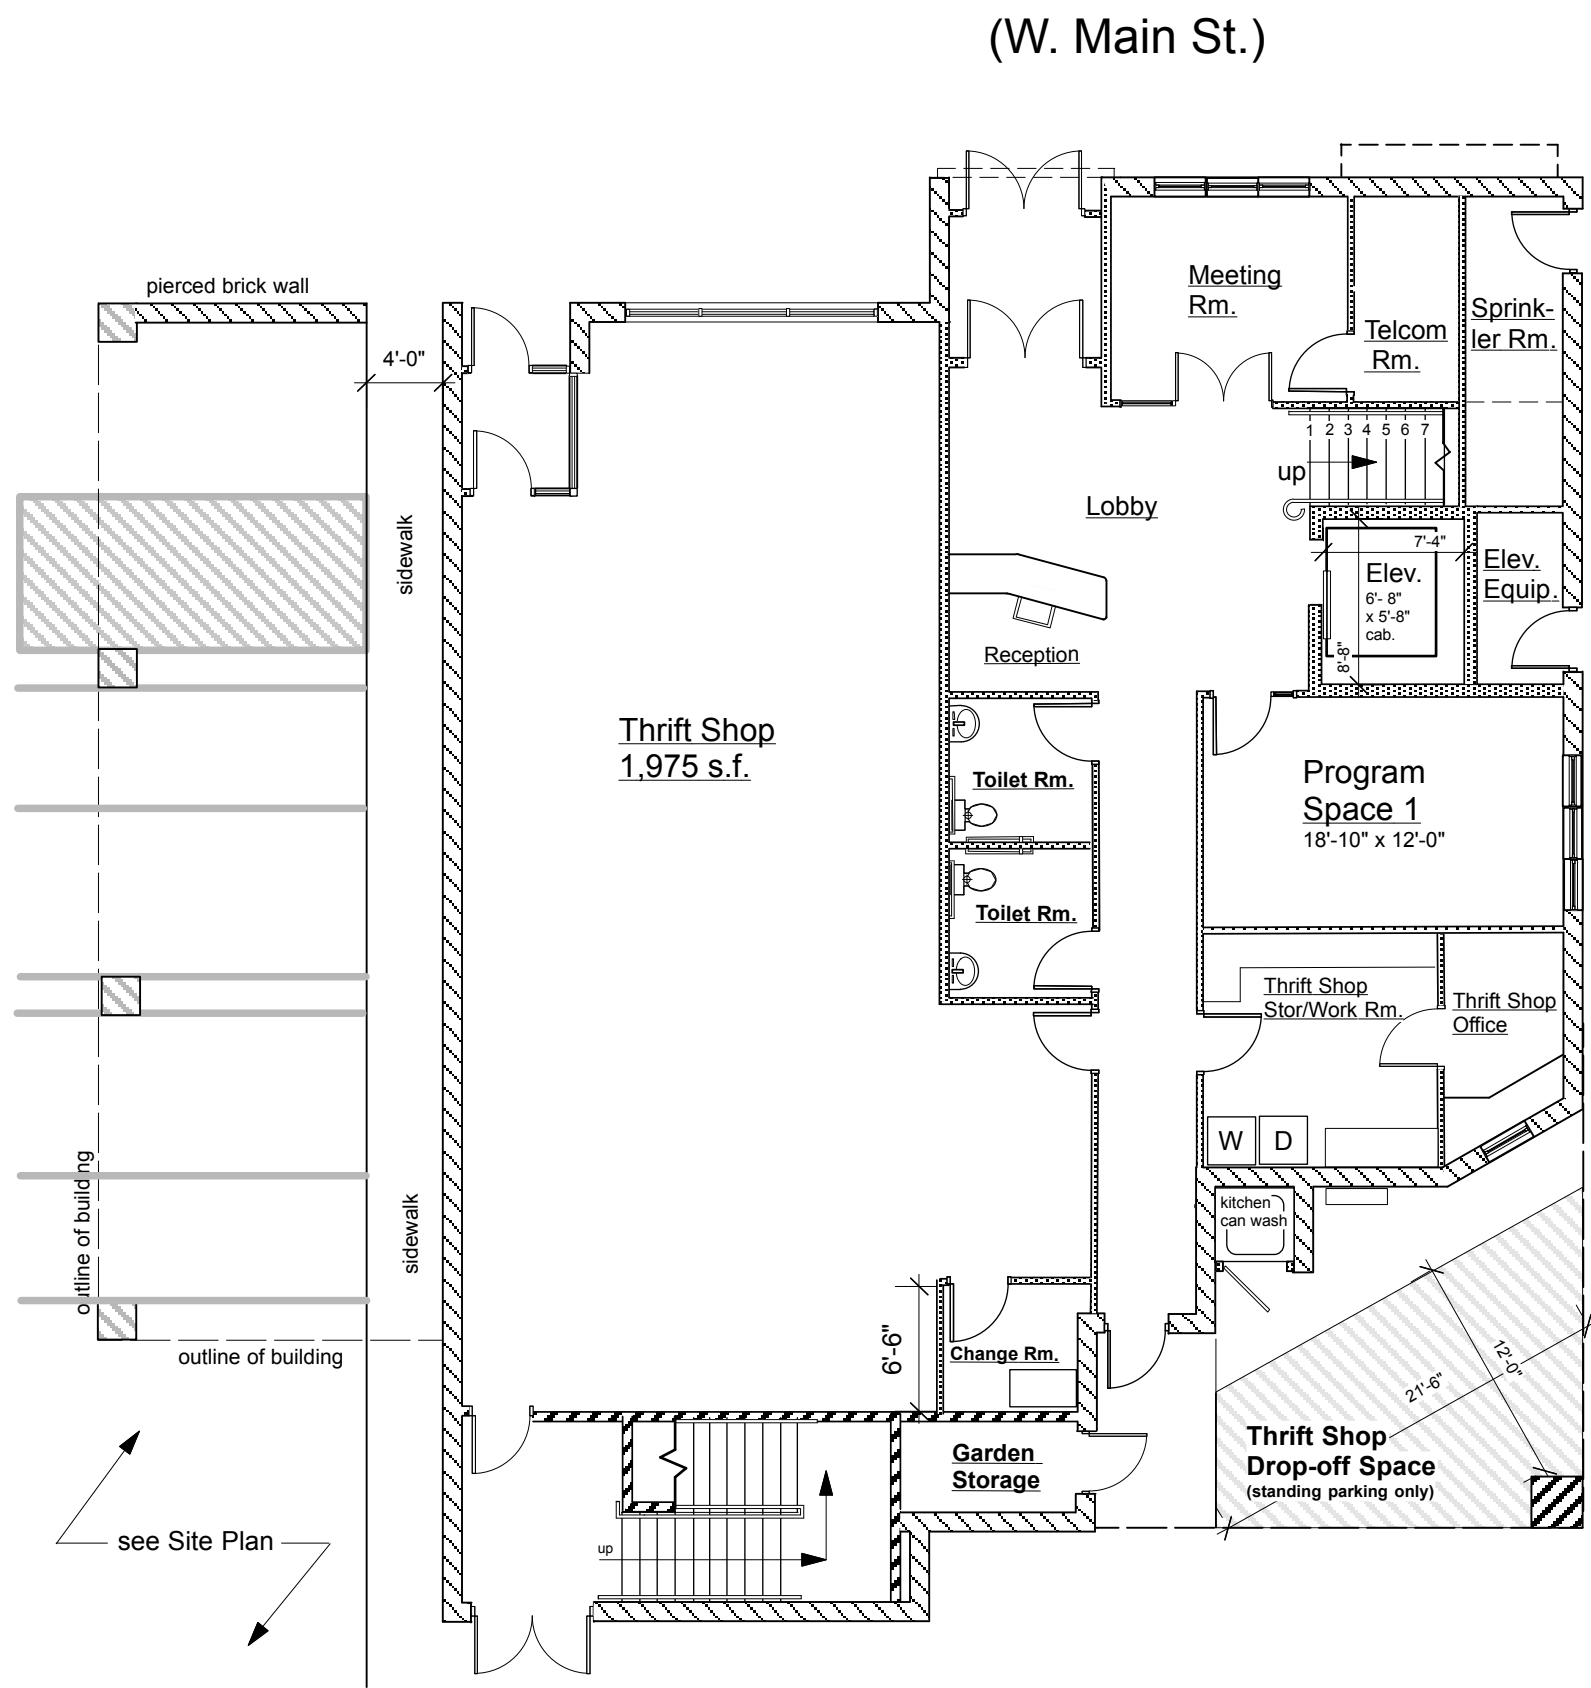 (W. Main St.)
pierced brick wall
4'-0"
Meeting
Rm.
Telcom
Rm.
Sprink-
ler Rm.
1 2 3 4 5 6 7
up
Lobby
sidewalk
7'-4"
Elev.
6'- 8"
x 5'-8"
cab.
8'-8"
Elev.
Equip.
Reception
Thrift Shop
1,975 s.f.
Toilet Rm.
Toilet Rm.
Program
Space 1
18'-10" x 12'-0"
Thrift Shop
Stor/Work Rm.
Thrift Shop
Office
W D
kitchen
can wash
outline of building
sidewalk
outline of building
6'-6"
Change Rm.
12'-0"
21'-6"
Thrift Shop
Drop-off Space
(standing parking only)
Garden
Storage
up
see Site Plan